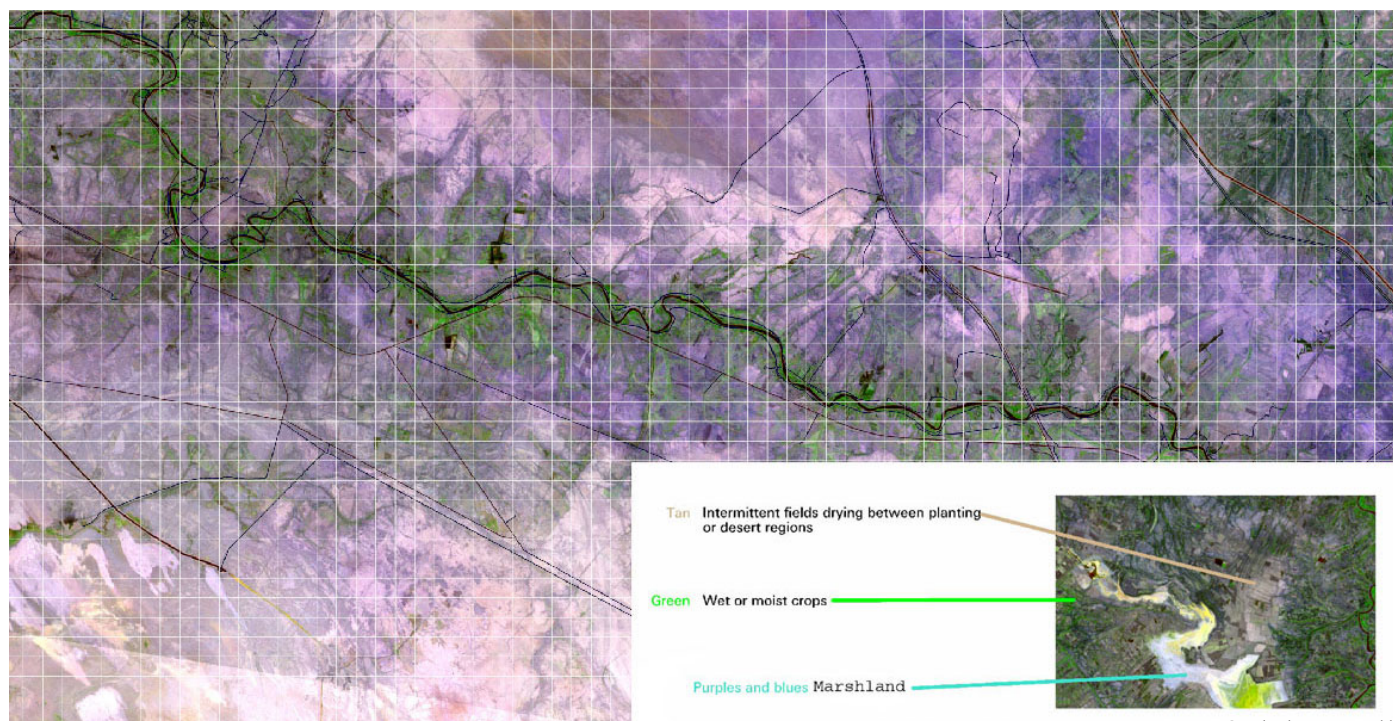 Tan Intermittent fields drying between planting
or desert regions
Green Wet or moist crops
Purples and blues Marshland